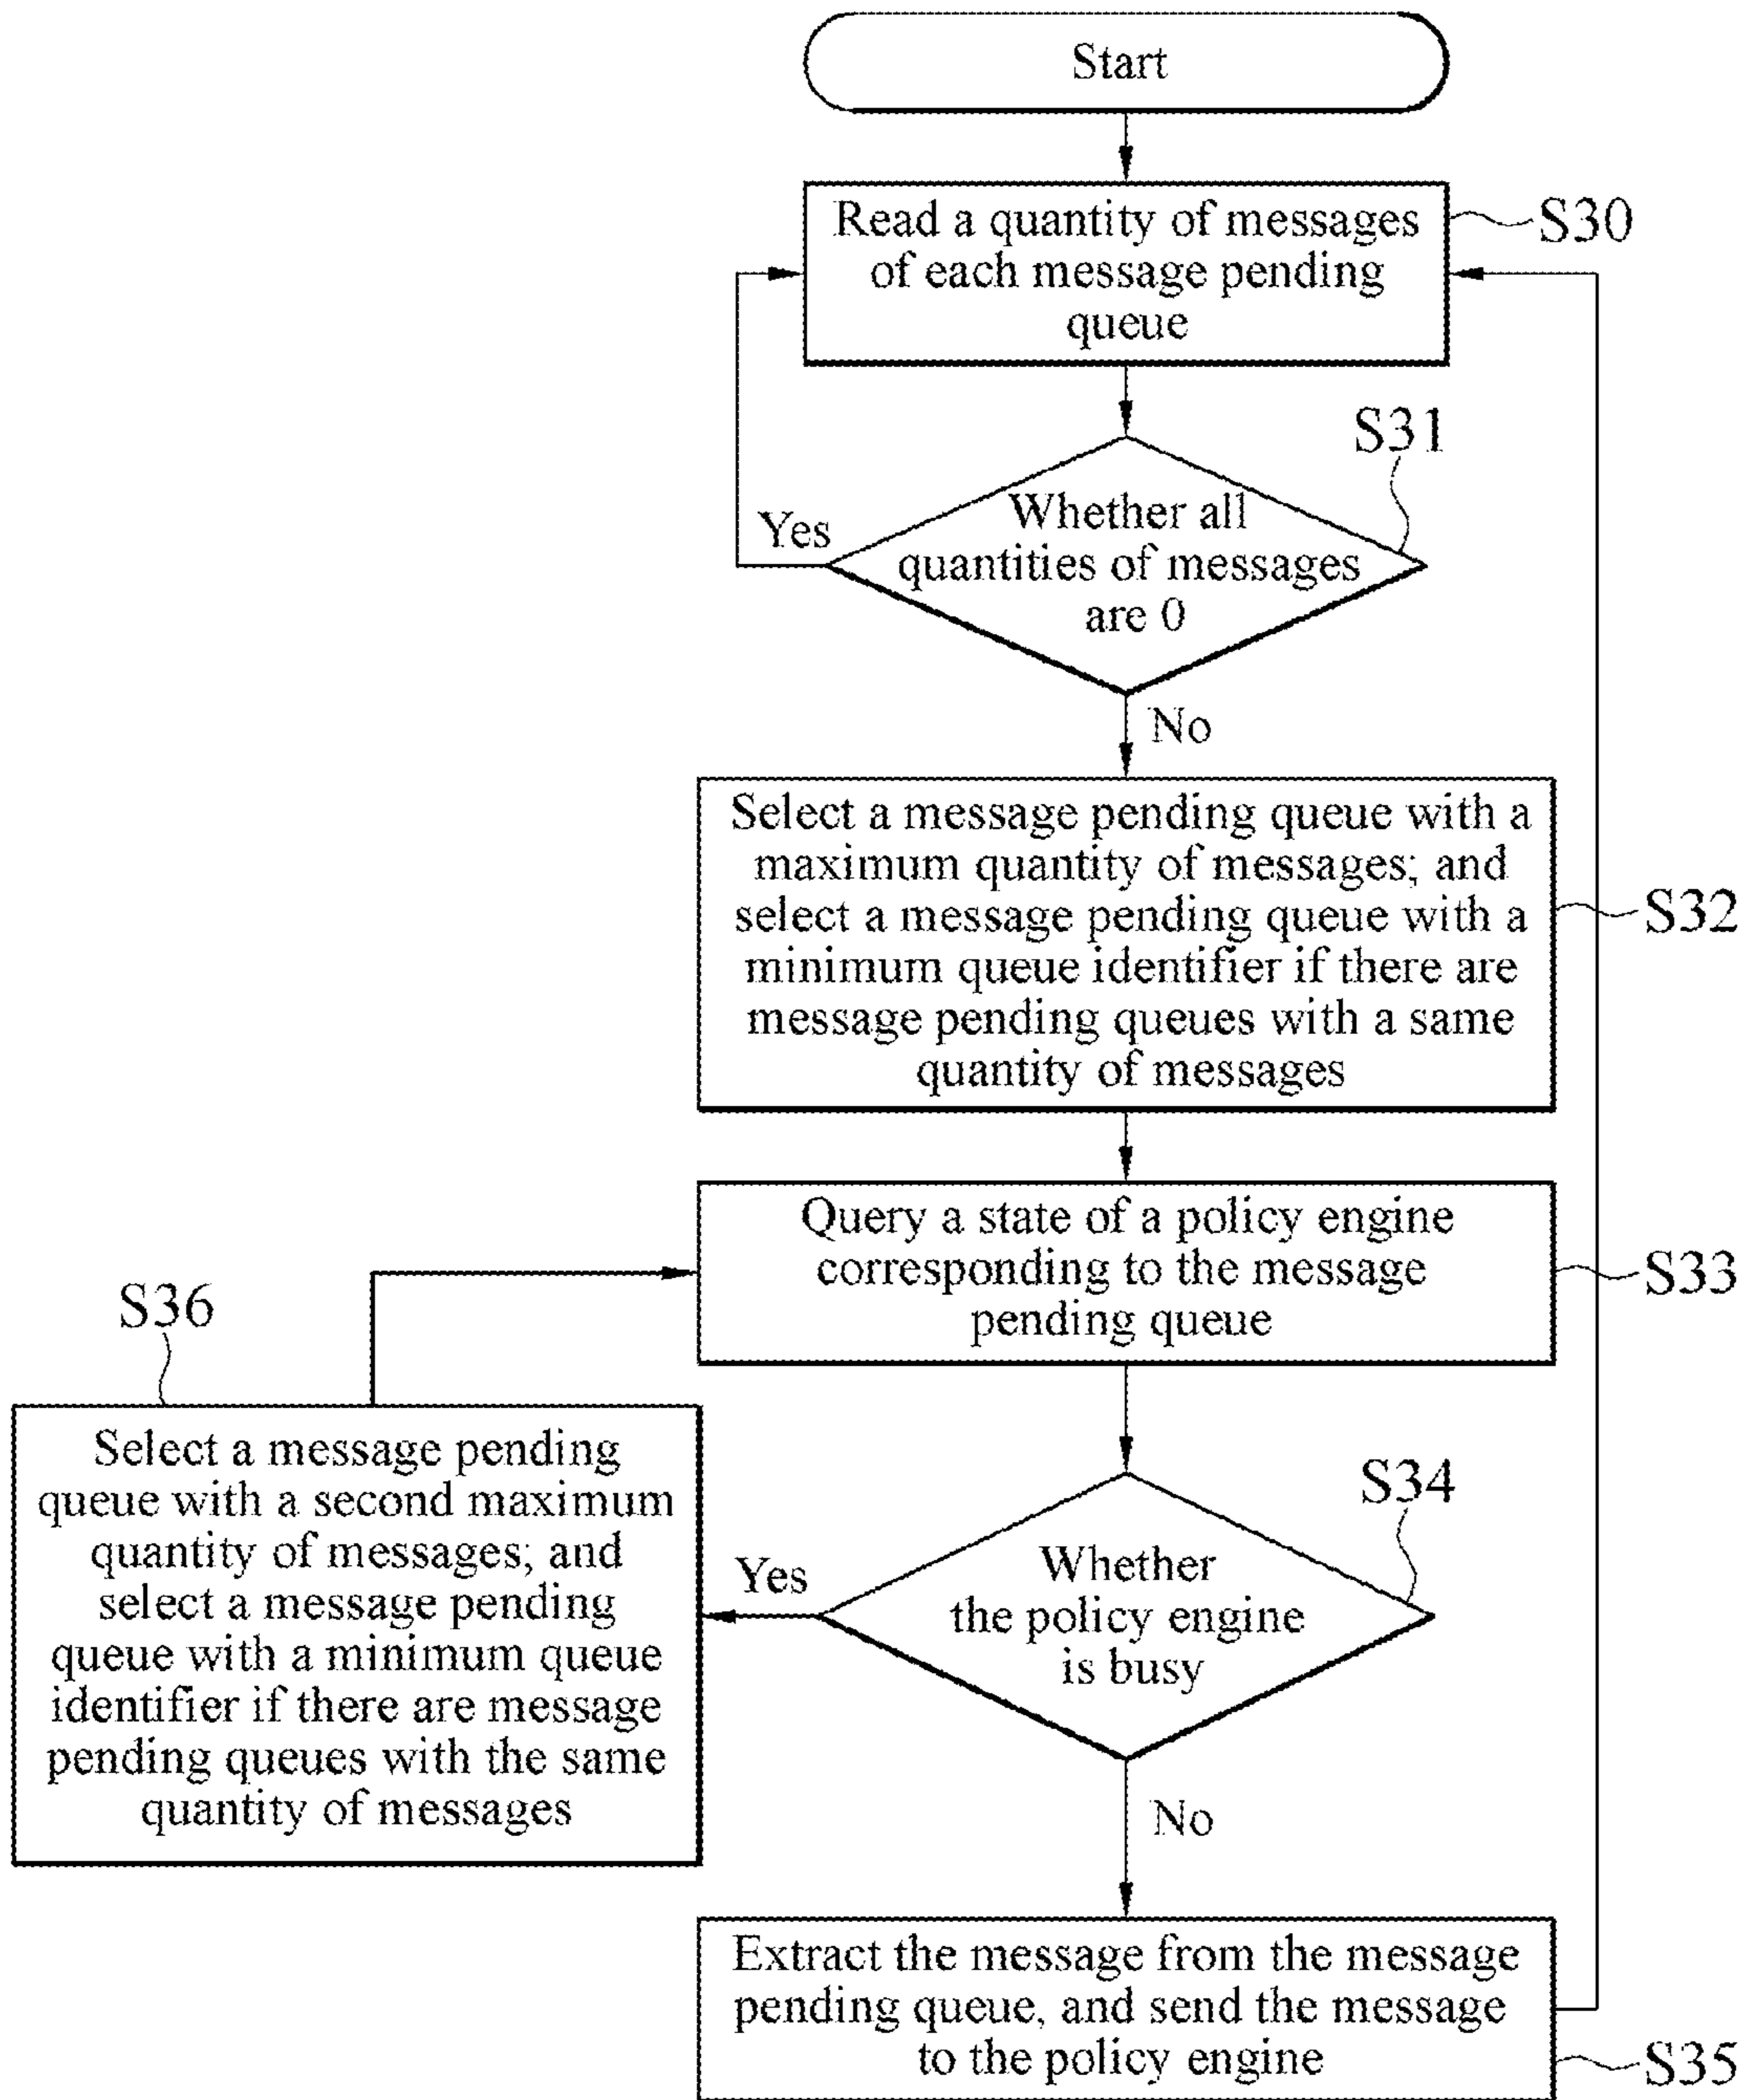 Start
Read a quantity of messages
of each message pending
queue
S30
S31
Whether all
quantities of messages
are 0
Yes
No
Select a message pending queue with a
maximum quantity of messages; and
select a message pending queue with a
minimum queue identifier if there are
message pending queues with a same
quantity of messages
S32
Query a state of a policy engine
corresponding to the message
pending queue
S33
S36
Select a message pending
queue with a second maximum
quantity of messages; and
select a message pending
queue with a minimum queue
identifier if there are message
pending queues with the same
quantity of messages
S34
Yes
Whether
the policy engine
is busy
No
Extract the message from the message
pending queue, and send the message
to the policy engine
S35